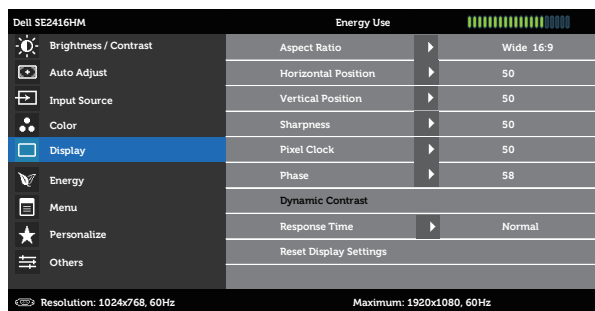 Dell SE2416HM
Energy Use
Brightness / Contrast
Auto Adjust
Input Source
Color
Display
Energy
Menu
Personalize
Others
Aspect Ratio Wide 16:9
Horizontal Position 50
Vertical Position 50
Sharpness 50
Pixel Clock 50
Phase 58
Dynamic Contrast
Response Time Normal
Reset Display Settings
Resolution: 1024x768, 60Hz
Maximum: 1920x1080, 60Hz